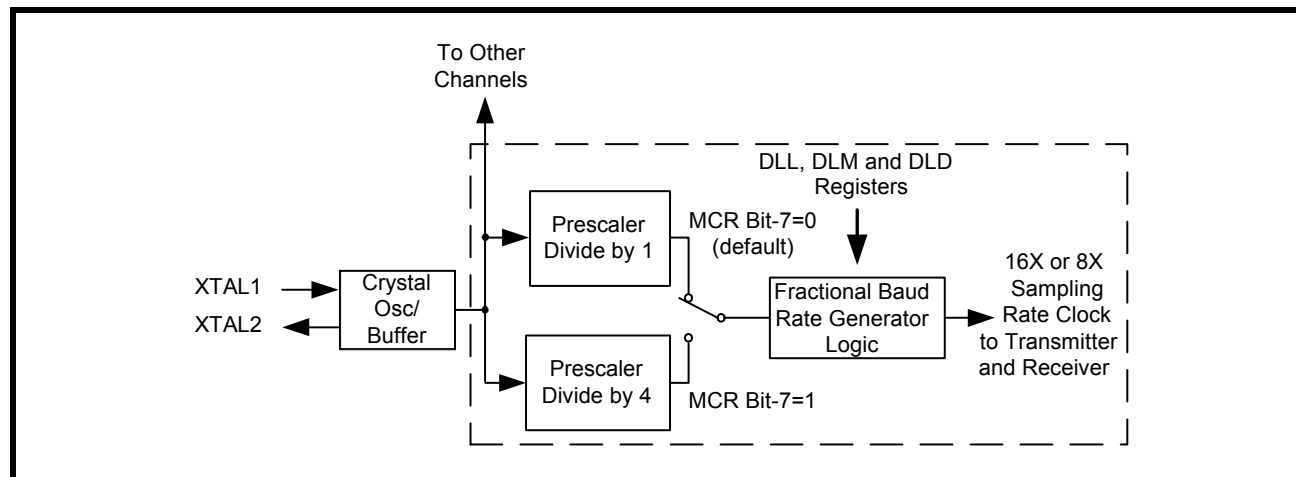 To Other
Channels
DLL, DLM and DLD
Registers
Prescaler
Divide by 1
MCR Bit-7=0
(default)
XTAL1
XTAL2
Crystal
Osc/
Buffer
Fractional Baud
Rate Generator
Logic
16X or 8X
Sampling
Rate Clock
to Transmitter
and Receiver
Prescaler
Divide by 4
MCR Bit-7=1